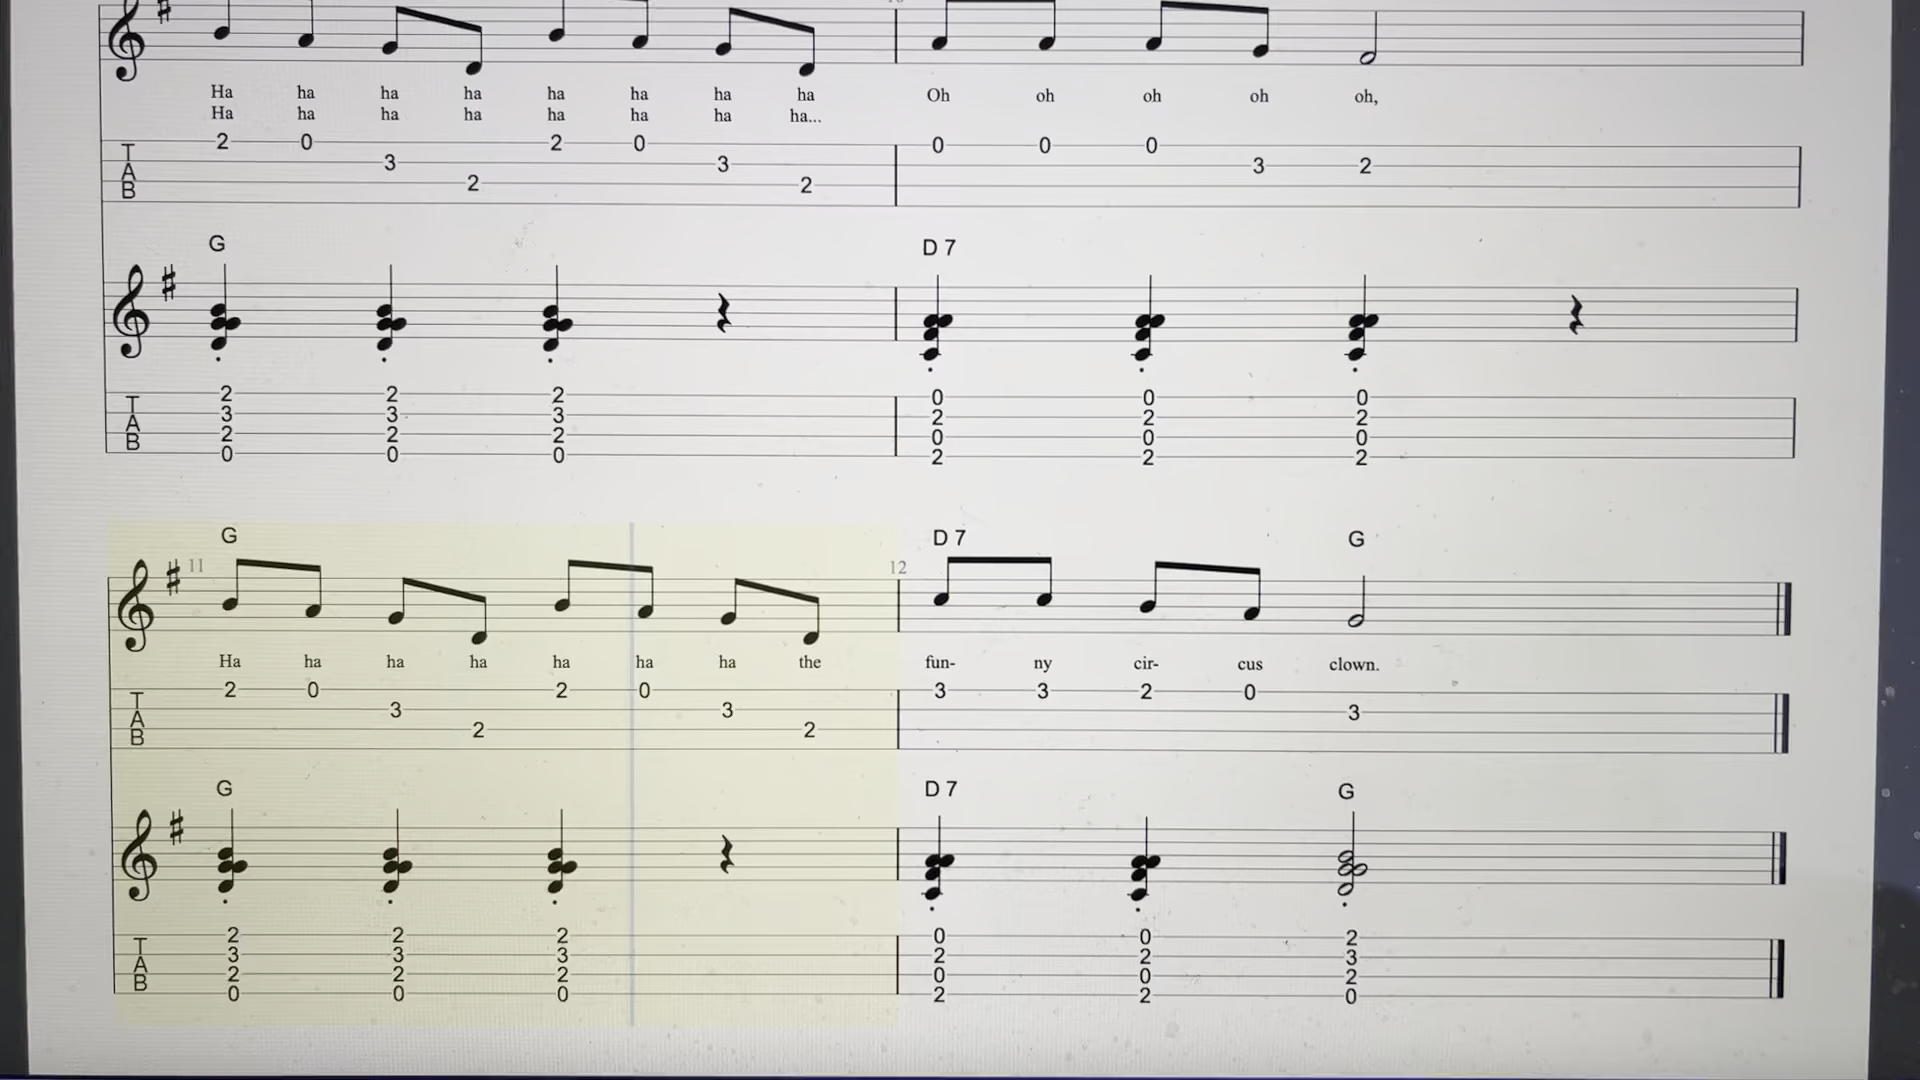 Ha ha ha ha ha ha ha ha Oh oh oh oh oh,
Ha ha ha ha ha ha ha ha...
T A B 2 0 3 2 2 0 3 2 0 0 0 3 2
G D 7
T A B
2 2 2 0 0 0
3 3 3 2 2 2
2 2 2 0 0 0
0 0 0 2 2 2
G D 7 G
11 12
Ha ha ha ha ha ha ha the fun- ny cir- cus clown.
T A B 2 0 3 2 2 0 3 2 3 3 2 0 3
G D 7 G
T A B
2 2 2 0 0 2
3 3 3 2 2 3
2 2 2 0 0 2
0 0 0 2 2 0